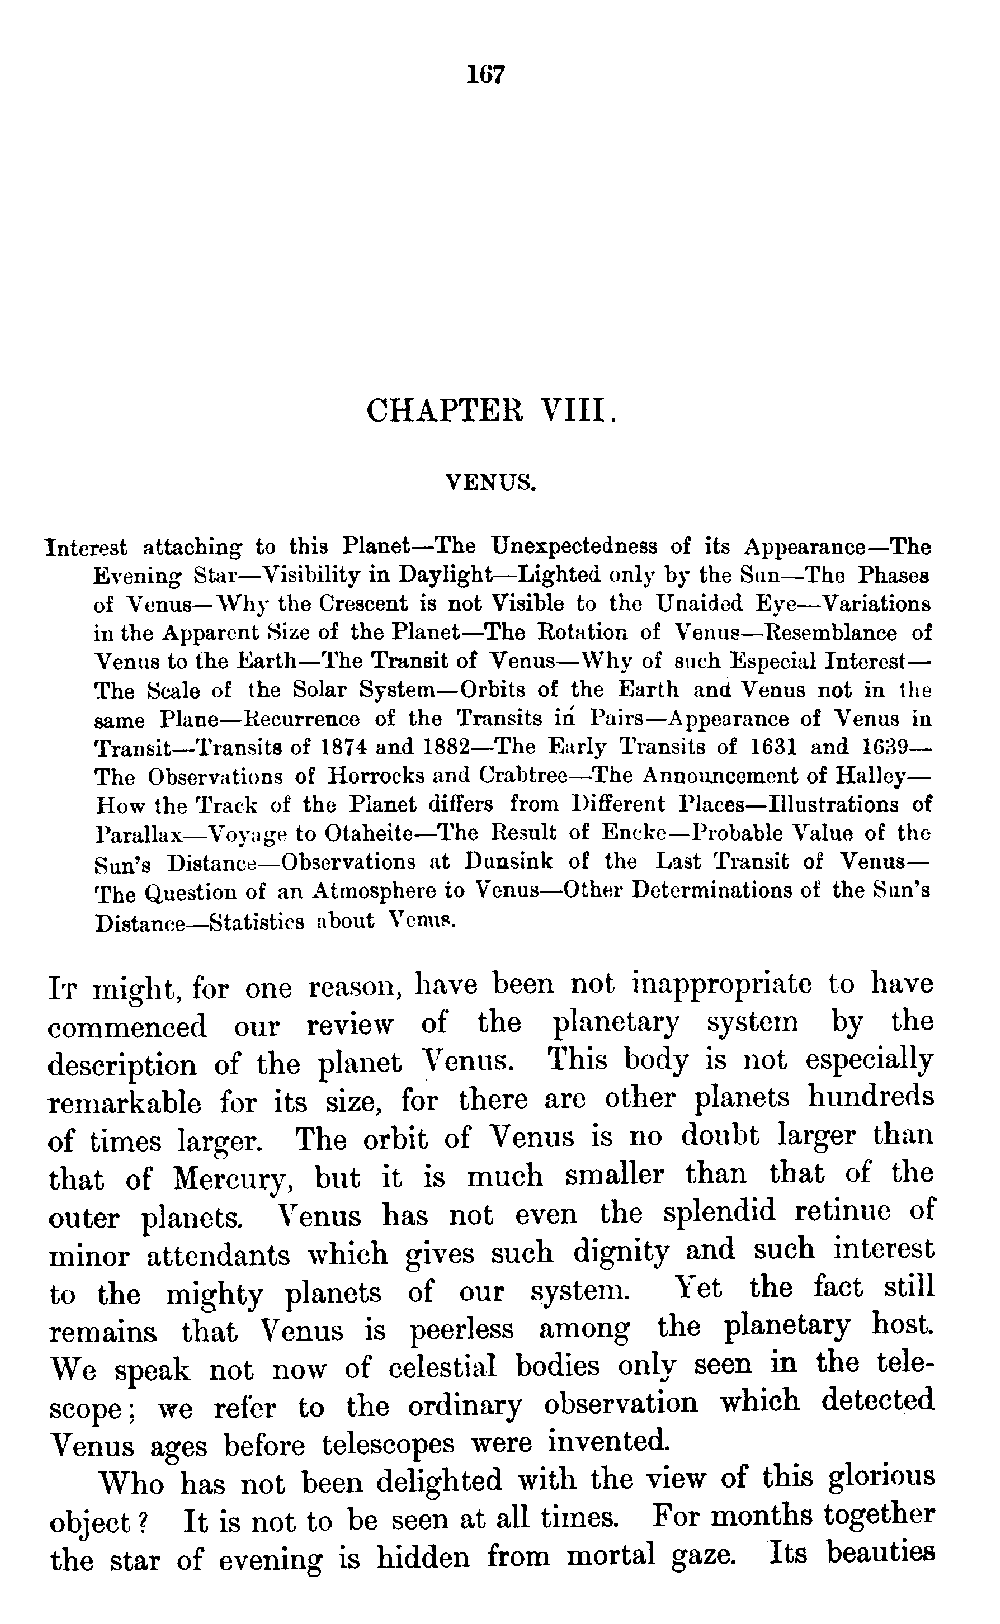 167
CHAPTER VIII.
VENUS.
Interest attaching to this Planet—The Unexpectedness of its Appearance—The
Evening Star—Visibility in Daylight—Lighted only by the Sun—The Phases
of Venus—Why the Crescent is not Visible to the Unaided Eye—Variations
in the Apparent Size of the Planet—The Rotation of Venus—Resemblance of
Venus to the Earth—The Transit of Venus—Why of such Especial Interest—
The Scale of the Solar System—Orbits of the Earth and Venus not in the
same Plane—Recurrence of the Transits in Pairs—Appearance of Venus in
Transit—Transits of 1874 and 1882—The Early Transits of 1631 and 1639—
The Observations of Horrocks and Crabtree—The Announcement of Halley—
How the Track of the Planet differs from Different Places—Illustrations of
Parallax—Voyage to Otaheite—The Result of Encke—Probable Value of the
Sun's Distance—Observations at Dunsink of the Last Transit of Venus—
The Question of an Atmosphere to Venus—Other Determinations of the Sun's
Distance—Statistics about Venus.
IT might, for one reason, have been not inappropriate to have
commenced our review of the planetary system by the
description of the planet Venus. This body is not especially
remarkable for its size, for there are other planets hundreds
of times larger. The orbit of Venus is no doubt larger than
that of Mercury, but it is much smaller than that of the
outer planets. Venus has not even the splendid retinue of
minor attendants which gives such dignity and such interest
to the mighty planets of our system. Yet the fact still
remains that Venus is peerless among the planetary host.
We speak not now of celestial bodies only seen in the tele-
scope; we refer to the ordinary observation which detected
Venus ages before telescopes were invented.
Who has not been delighted with the view of this glorious
object? It is not to be seen at all times. For months together
the star of evening is hidden from mortal gaze. Its beauties